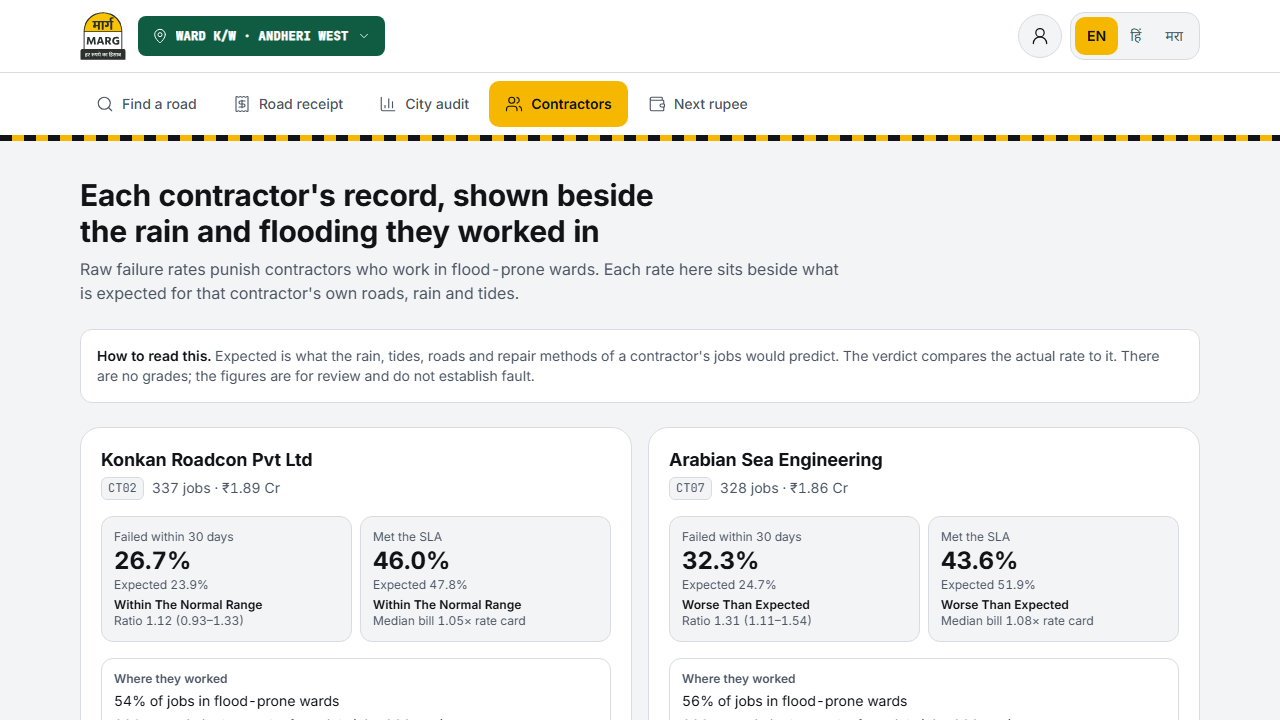 मार्ग
MARG
हर रुपये का हिसाब
WARD K/W · ANDHERI WEST
EN
हिं
मरा
Find a road
Road receipt
City audit
Contractors
Next rupee
Each contractor's record, shown beside
the rain and flooding they worked in
Raw failure rates punish contractors who work in flood-prone wards. Each rate here sits beside what
is expected for that contractor's own roads, rain and tides.
How to read this. Expected is what the rain, tides, roads and repair methods of a contractor's jobs would predict. The verdict compares the actual rate to it. There
are no grades; the figures are for review and do not establish fault.
Konkan Roadcon Pvt Ltd
CT02 337 jobs · ₹1.89 Cr
Failed within 30 days
26.7%
Expected 23.9%
Within The Normal Range
Ratio 1.12 (0.93–1.33)
Met the SLA
46.0%
Expected 47.8%
Within The Normal Range
Median bill 1.05× rate card
Where they worked
54% of jobs in flood-prone wards
Arabian Sea Engineering
CT07 328 jobs · ₹1.86 Cr
Failed within 30 days
32.3%
Expected 24.7%
Worse Than Expected
Ratio 1.31 (1.11–1.54)
Met the SLA
43.6%
Expected 51.9%
Worse Than Expected
Median bill 1.08× rate card
Where they worked
56% of jobs in flood-prone wards